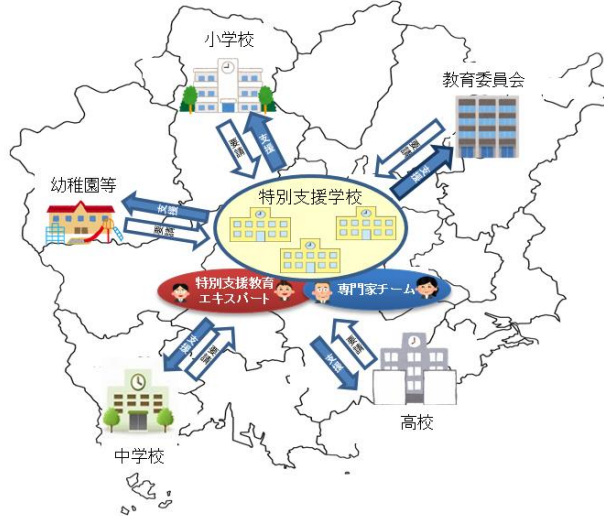 小学校
教育委員会
要請
支援
要請
支援
幼稚園等
特別支援学校
支援
要請
特別支援教育
エキスパート
専門家チーム
支援
要請
要請
支援
中学校
高校